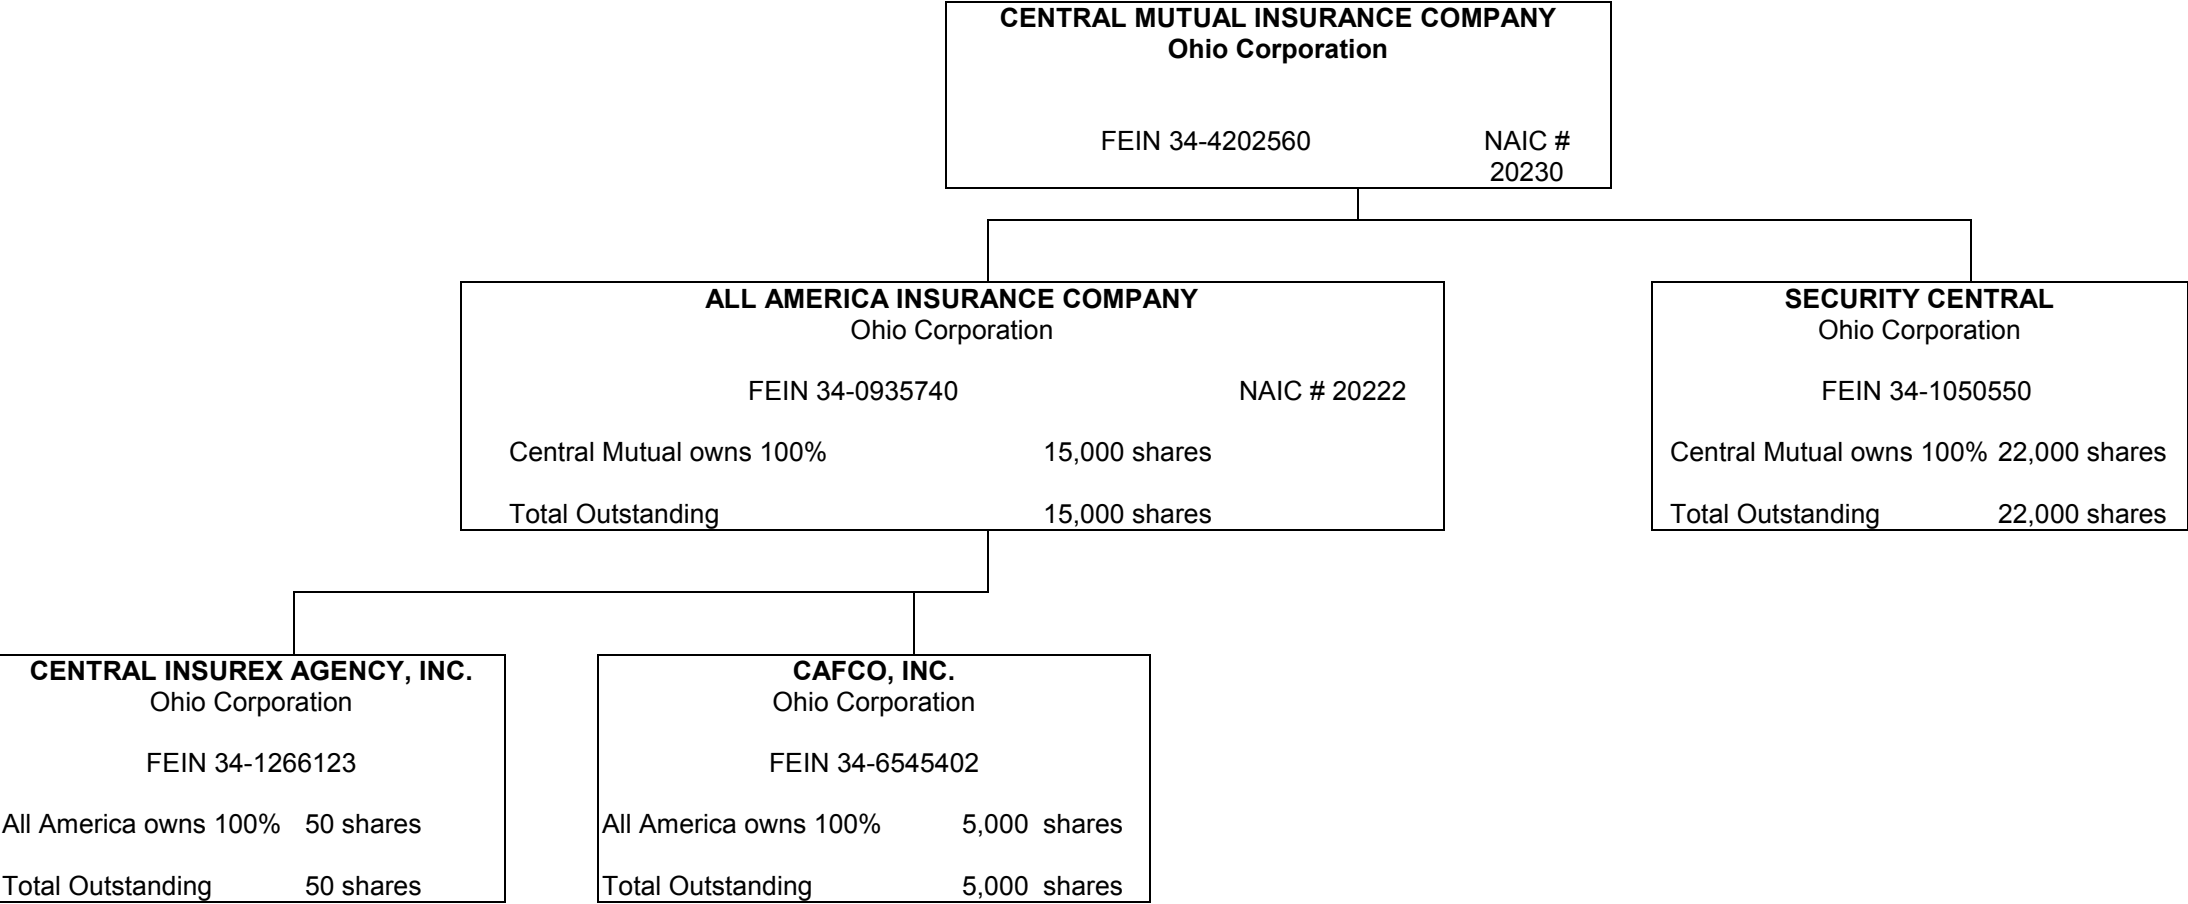 CENTRAL MUTUAL INSURANCE COMPANY
Ohio Corporation
FEIN 34-4202560 NAIC #
20230
ALL AMERICA INSURANCE COMPANY
Ohio Corporation
FEIN 34-0935740 NAIC # 20222
Central Mutual owns 100% 15,000 shares
Total Outstanding 15,000 shares
SECURITY CENTRAL
Ohio Corporation
FEIN 34-1050550
Central Mutual owns 100% 22,000 shares
Total Outstanding 22,000 shares
CENTRAL INSUREX AGENCY, INC.
Ohio Corporation
FEIN 34-1266123
All America owns 100% 50 shares
Total Outstanding 50 shares
CAFCO, INC.
Ohio Corporation
FEIN 34-6545402
All America owns 100% 5,000 shares
Total Outstanding 5,000 shares